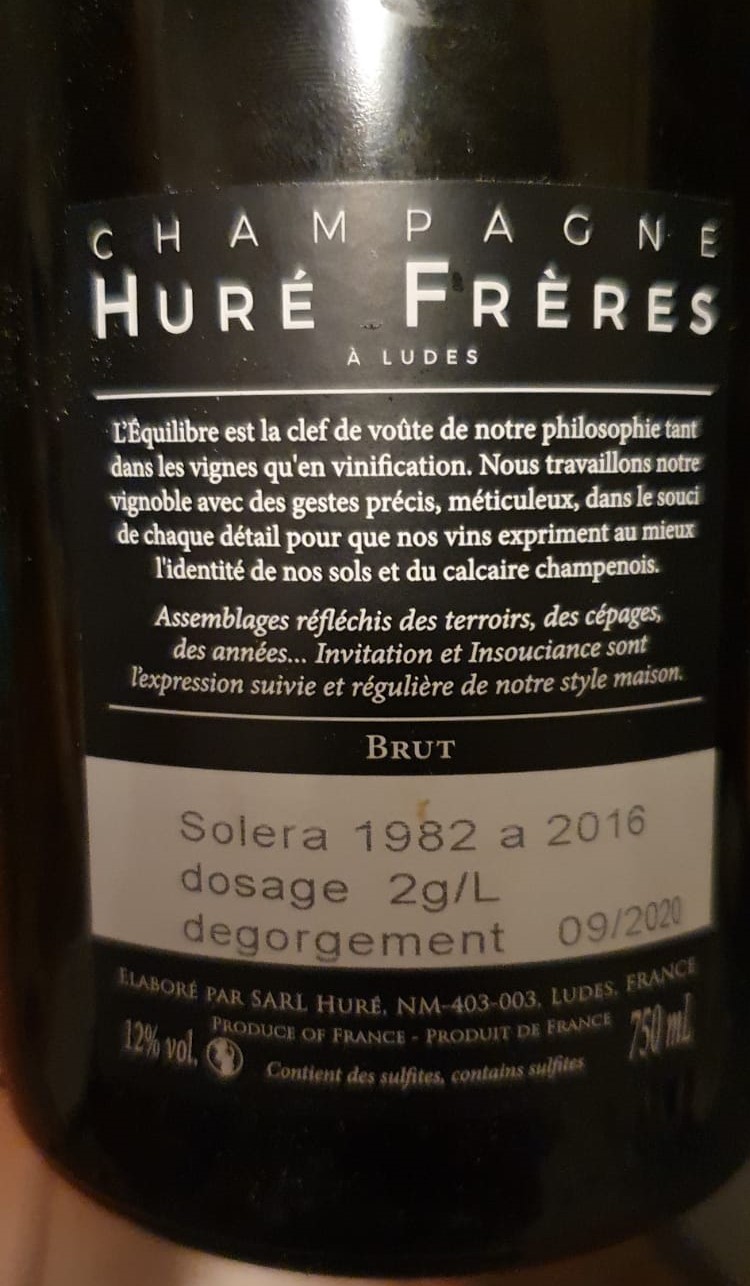 CHAMPAGNE
HURÉ FRÈRES
À LUDES
L'Équilibre est la clef de voûte de notre philosophie tant
dans les vignes qu'en vinification. Nous travaillons notre
vignoble avec des gestes précis, méticuleux, dans le souci
de chaque détail pour que nos vins expriment au mieux
l'identité de nos sols et du calcaire champenois.
Assemblages réfléchis des terroirs, des cépages,
des années... Invitation et Insouciance sont
l'expression suivie et régulière de notre style maison.
BRUT
Solera 1982 a 2016
dosage 2g/L
degorgement 09/2020
ELABORÉ PAR SARL HURÉ, NM-403-003, LUDES, FRANCE
PRODUCE OF FRANCE - PRODUIT DE FRANCE
12% vol. Contient des sulfites, contains sulfites 750 mL